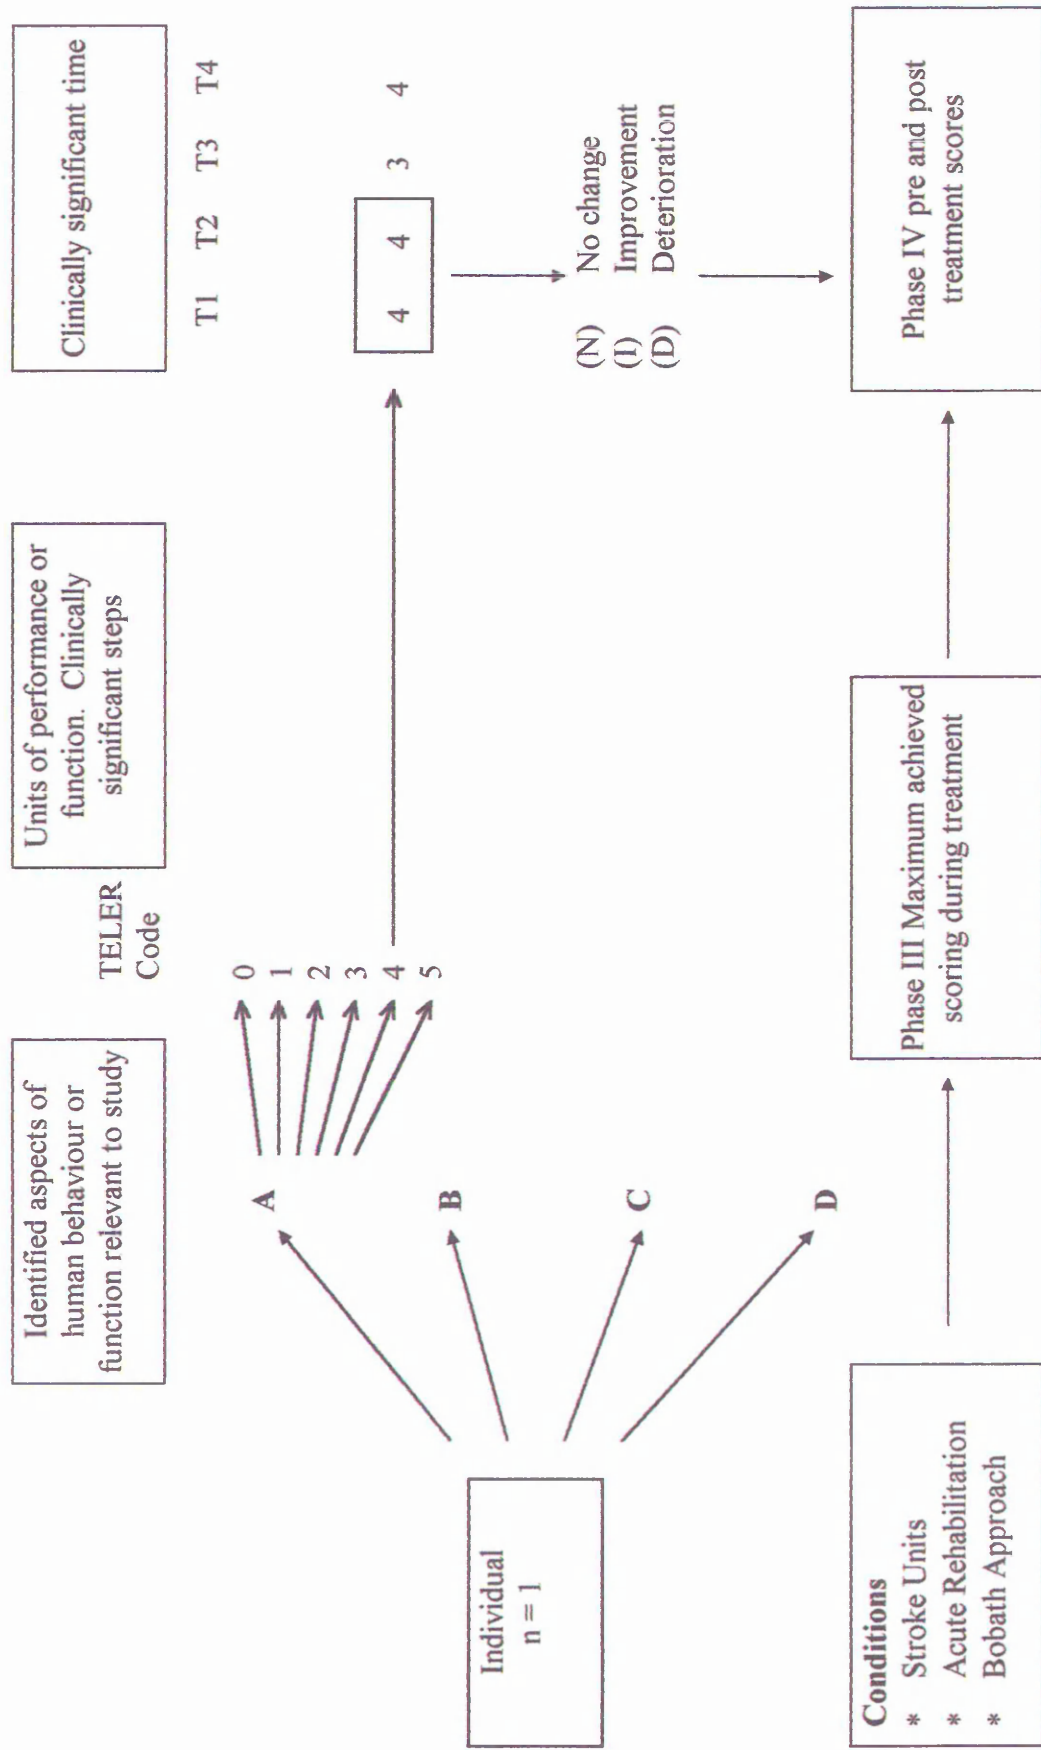 Identified aspects of
human behaviour or
function relevant to study
TELER
Code
Units of performance or
function. Clinically
significant steps
Clinically significant time
T1 T2 T3 T4
Individual
n = 1
A
B
C
D
0
1
2
3
4
5
4 4 3 4
(N) No change
(I) Improvement
(D) Deterioration
Conditions
* Stroke Units
* Acute Rehabilitation
* Bobath Approach
Phase III Maximum achieved
scoring during treatment
Phase IV pre and post
treatment scores